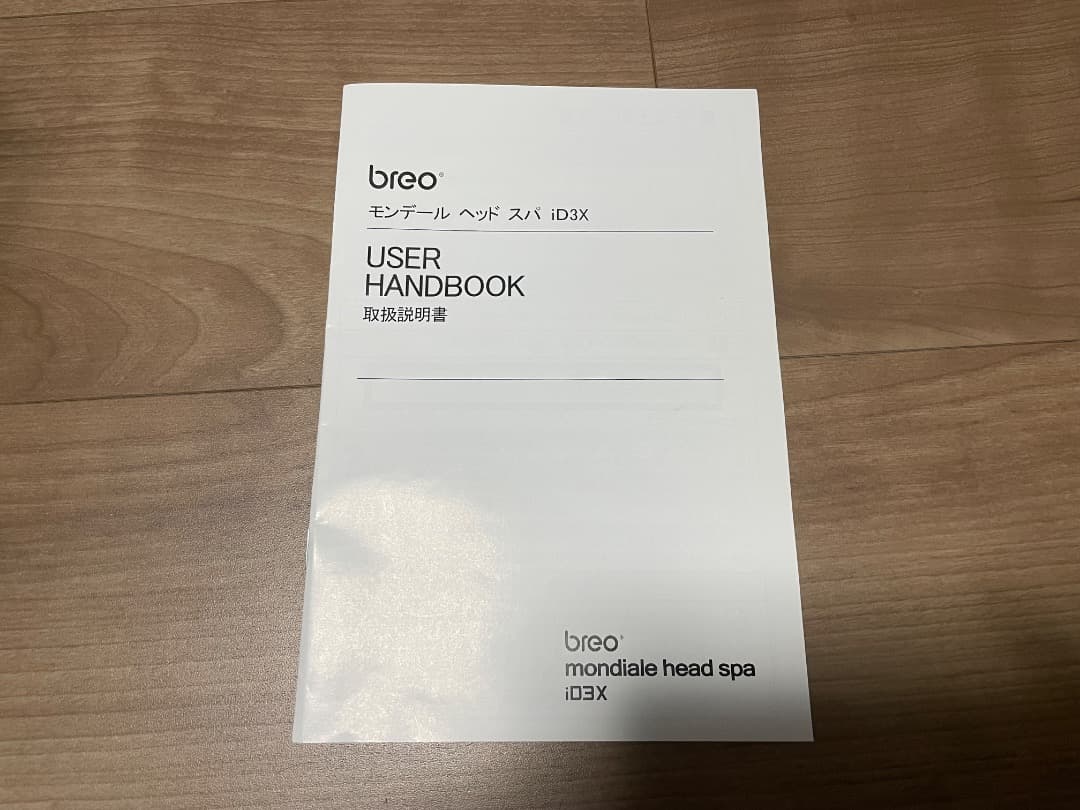 breo®
モンデール ヘッド スパ iD3X
USER
HANDBOOK
取扱説明書
breo®
mondiale head spa
iD3X